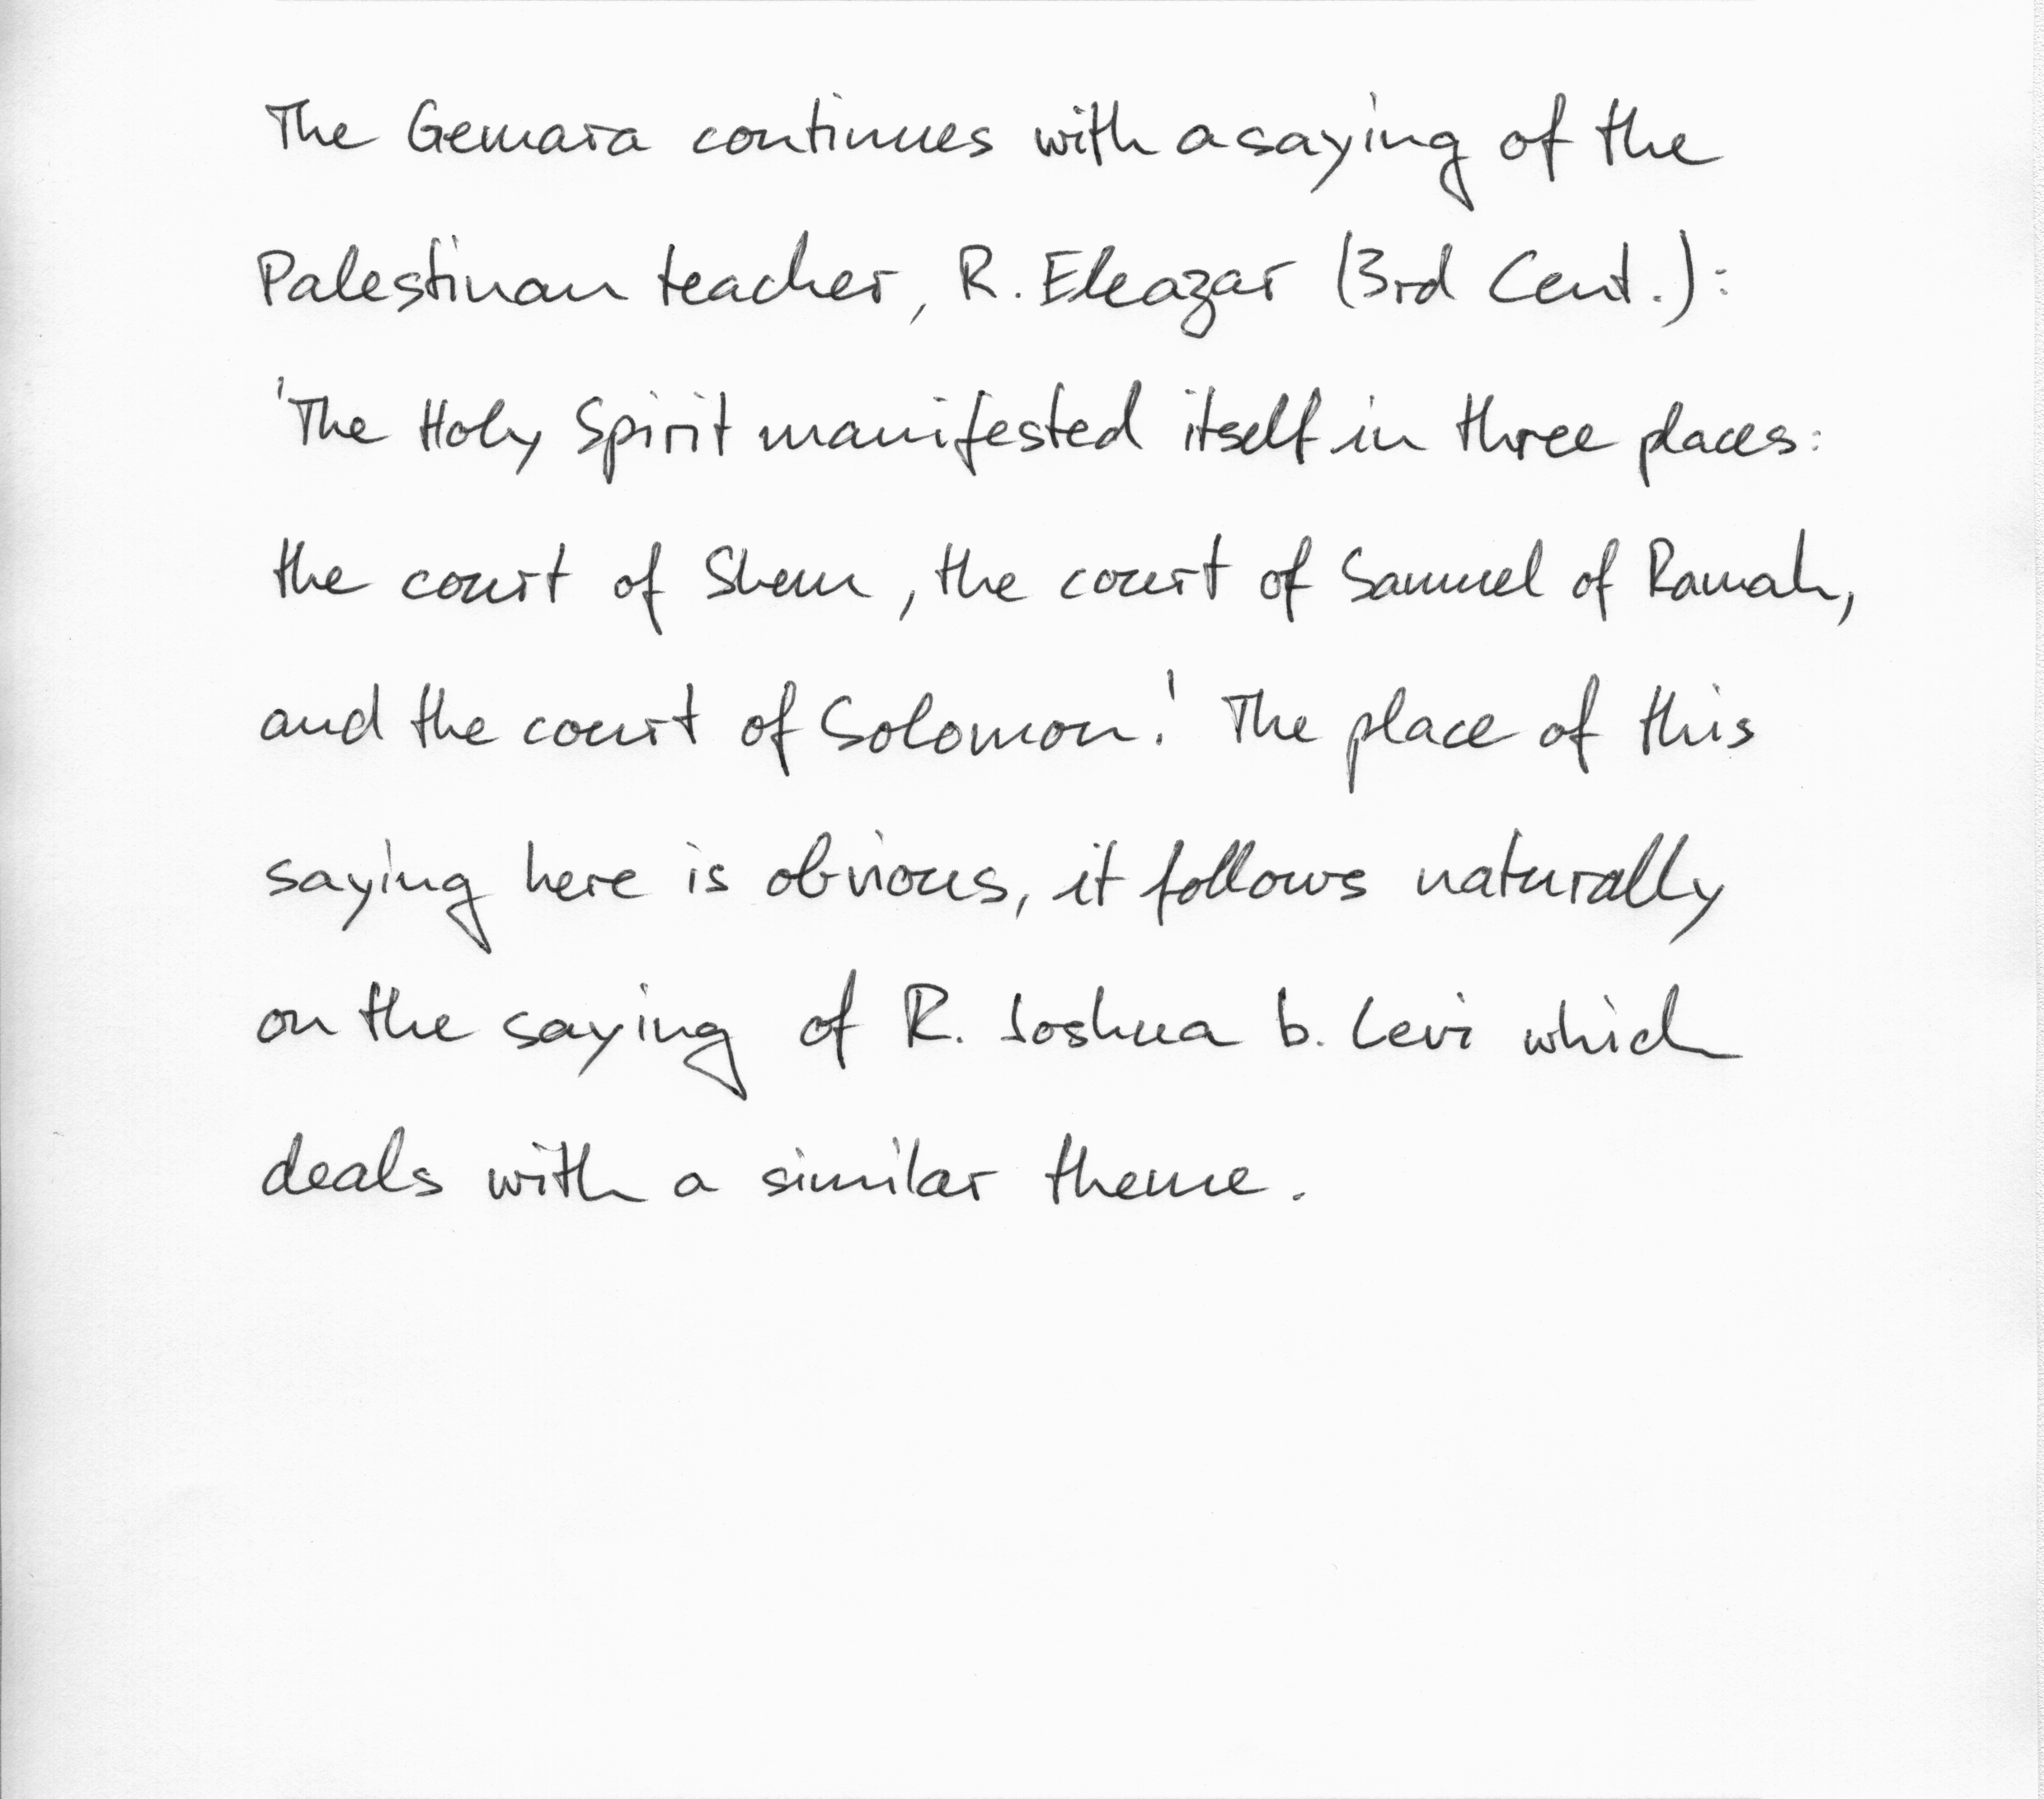 The Gemara continues with a saying of the
Palestinan teacher, R. Eleazar (3rd Cent.):
'The Holy Spirit manifested itself in three places:
the court of Shem, the court of Samuel of Ramah,
and the court of Solomon.' The place of this
saying here is obvious, it follows naturally
on the saying of R. Joshua b. Levi which
deals with a similar theme.